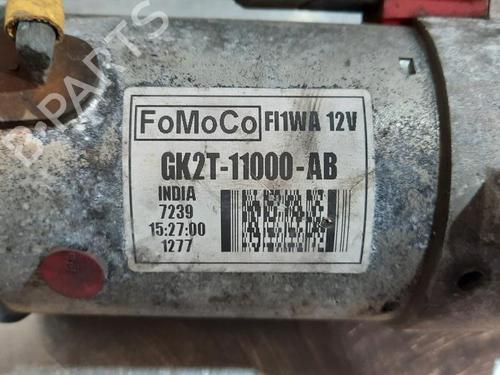 FoMoCo FI1WA 12V
GK2T-11000-AB
INDIA
7239
15:27:00
1277
B-PARTS